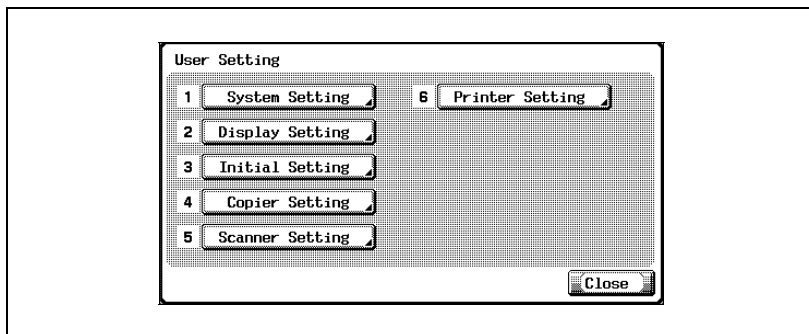 User Setting
1 System Setting
2 Display Setting
3 Initial Setting
4 Copier Setting
5 Scanner Setting
6 Printer Setting
Close